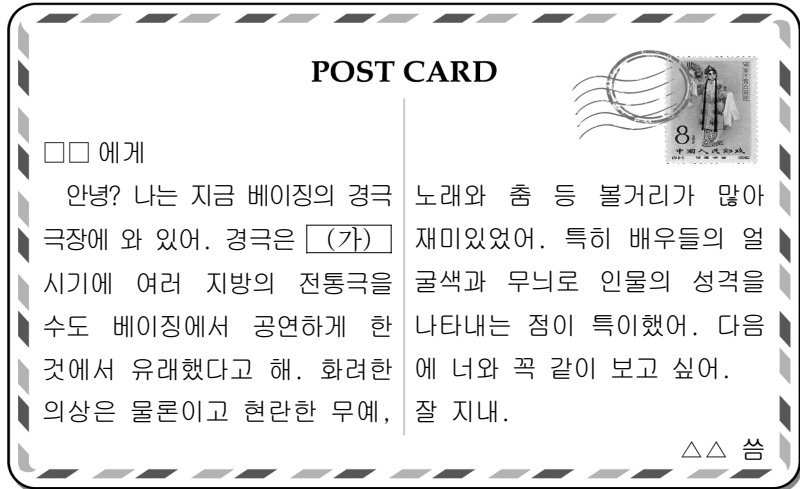 POST CARD
8
中國人民郵政
□□ 에게
안녕? 나는 지금 베이징의 경극
극장에 와 있어. 경극은 (가)
시기에 여러 지방의 전통극을
수도 베이징에서 공연하게 한
것에서 유래했다고 해. 화려한
의상은 물론이고 현란한 무예,
노래와 춤 등 볼거리가 많아
재미있었어. 특히 배우들의 얼
굴색과 무늬로 인물의 성격을
나타내는 점이 특이했어. 다음
에 너와 꼭 같이 보고 싶어.
잘 지내.
△△ 씀